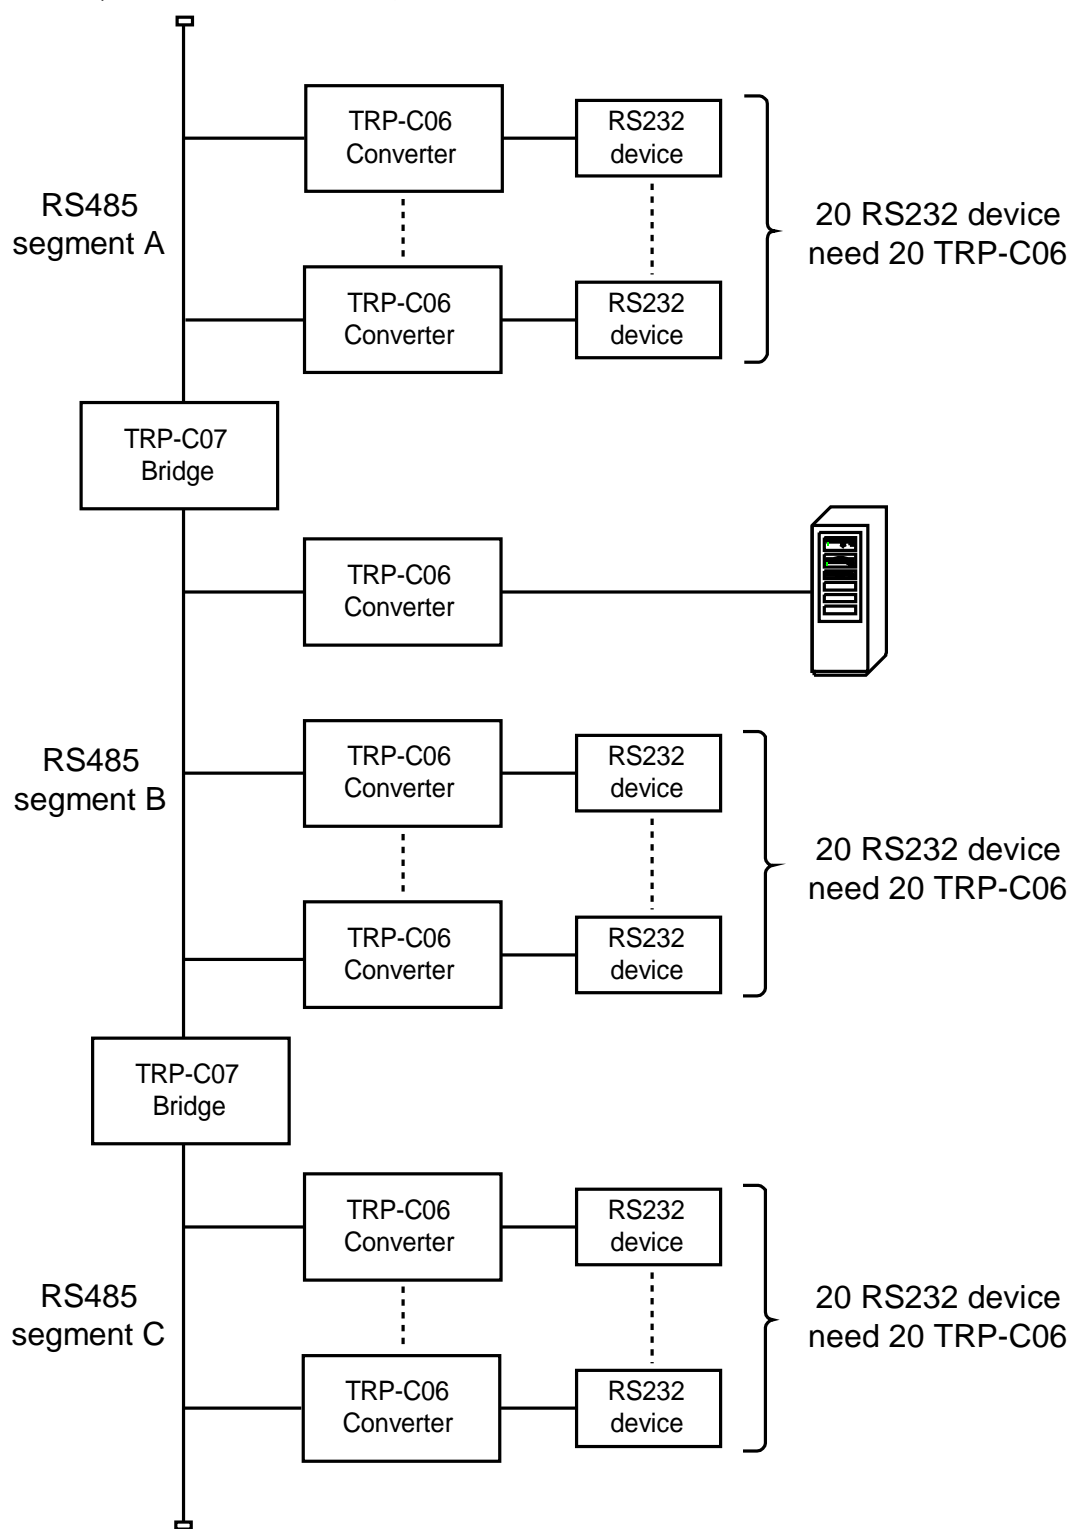 TRP-C06
Converter
RS232
device
RS485
segment A
20 RS232 device
need 20 TRP-C06
TRP-C06
Converter
RS232
device
TRP-C07
Bridge
TRP-C06
Converter
RS485
segment B
TRP-C06
Converter
RS232
device
20 RS232 device
need 20 TRP-C06
TRP-C06
Converter
RS232
device
TRP-C07
Bridge
TRP-C06
Converter
RS232
device
RS485
segment C
20 RS232 device
need 20 TRP-C06
TRP-C06
Converter
RS232
device